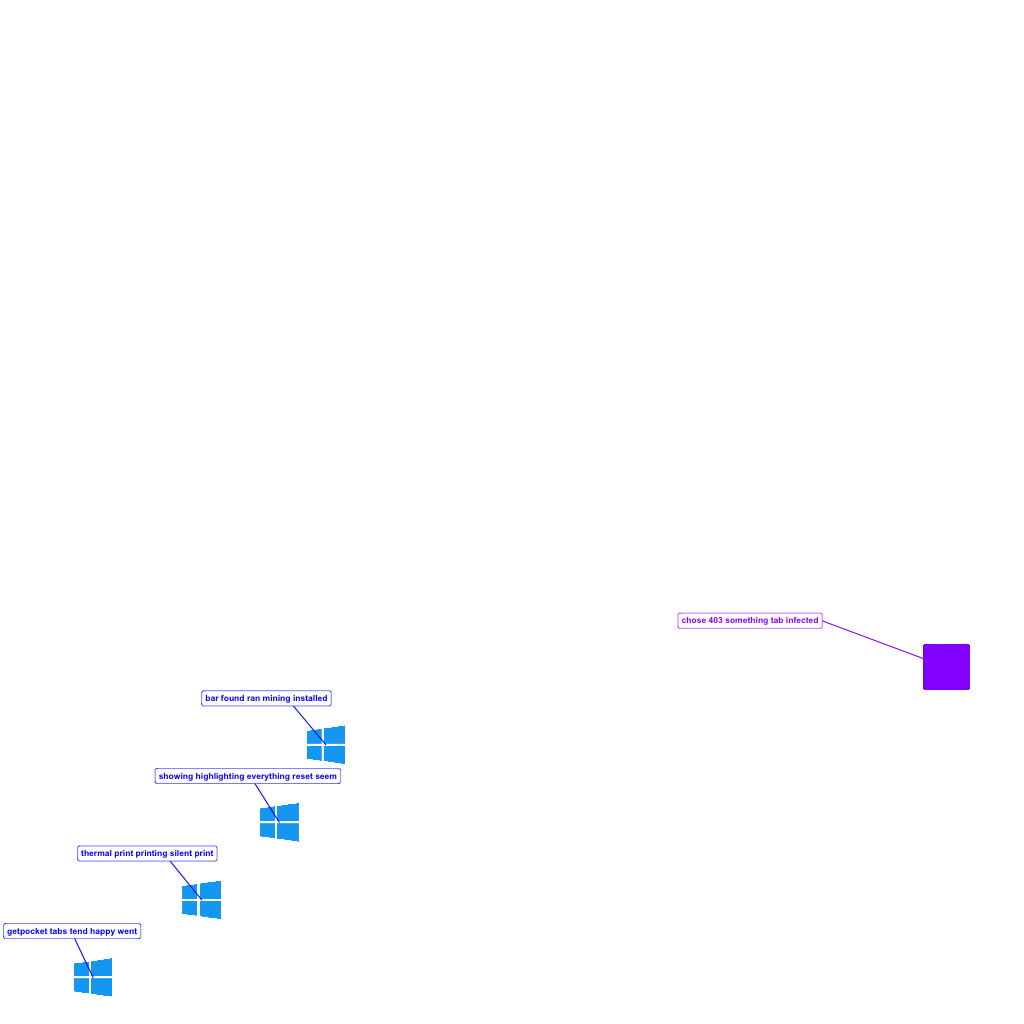 chose 403 something tab infected
bar found ran mining installed
showing highlighting everything reset seem
thermal print printing silent print
getpocket tabs tend happy went